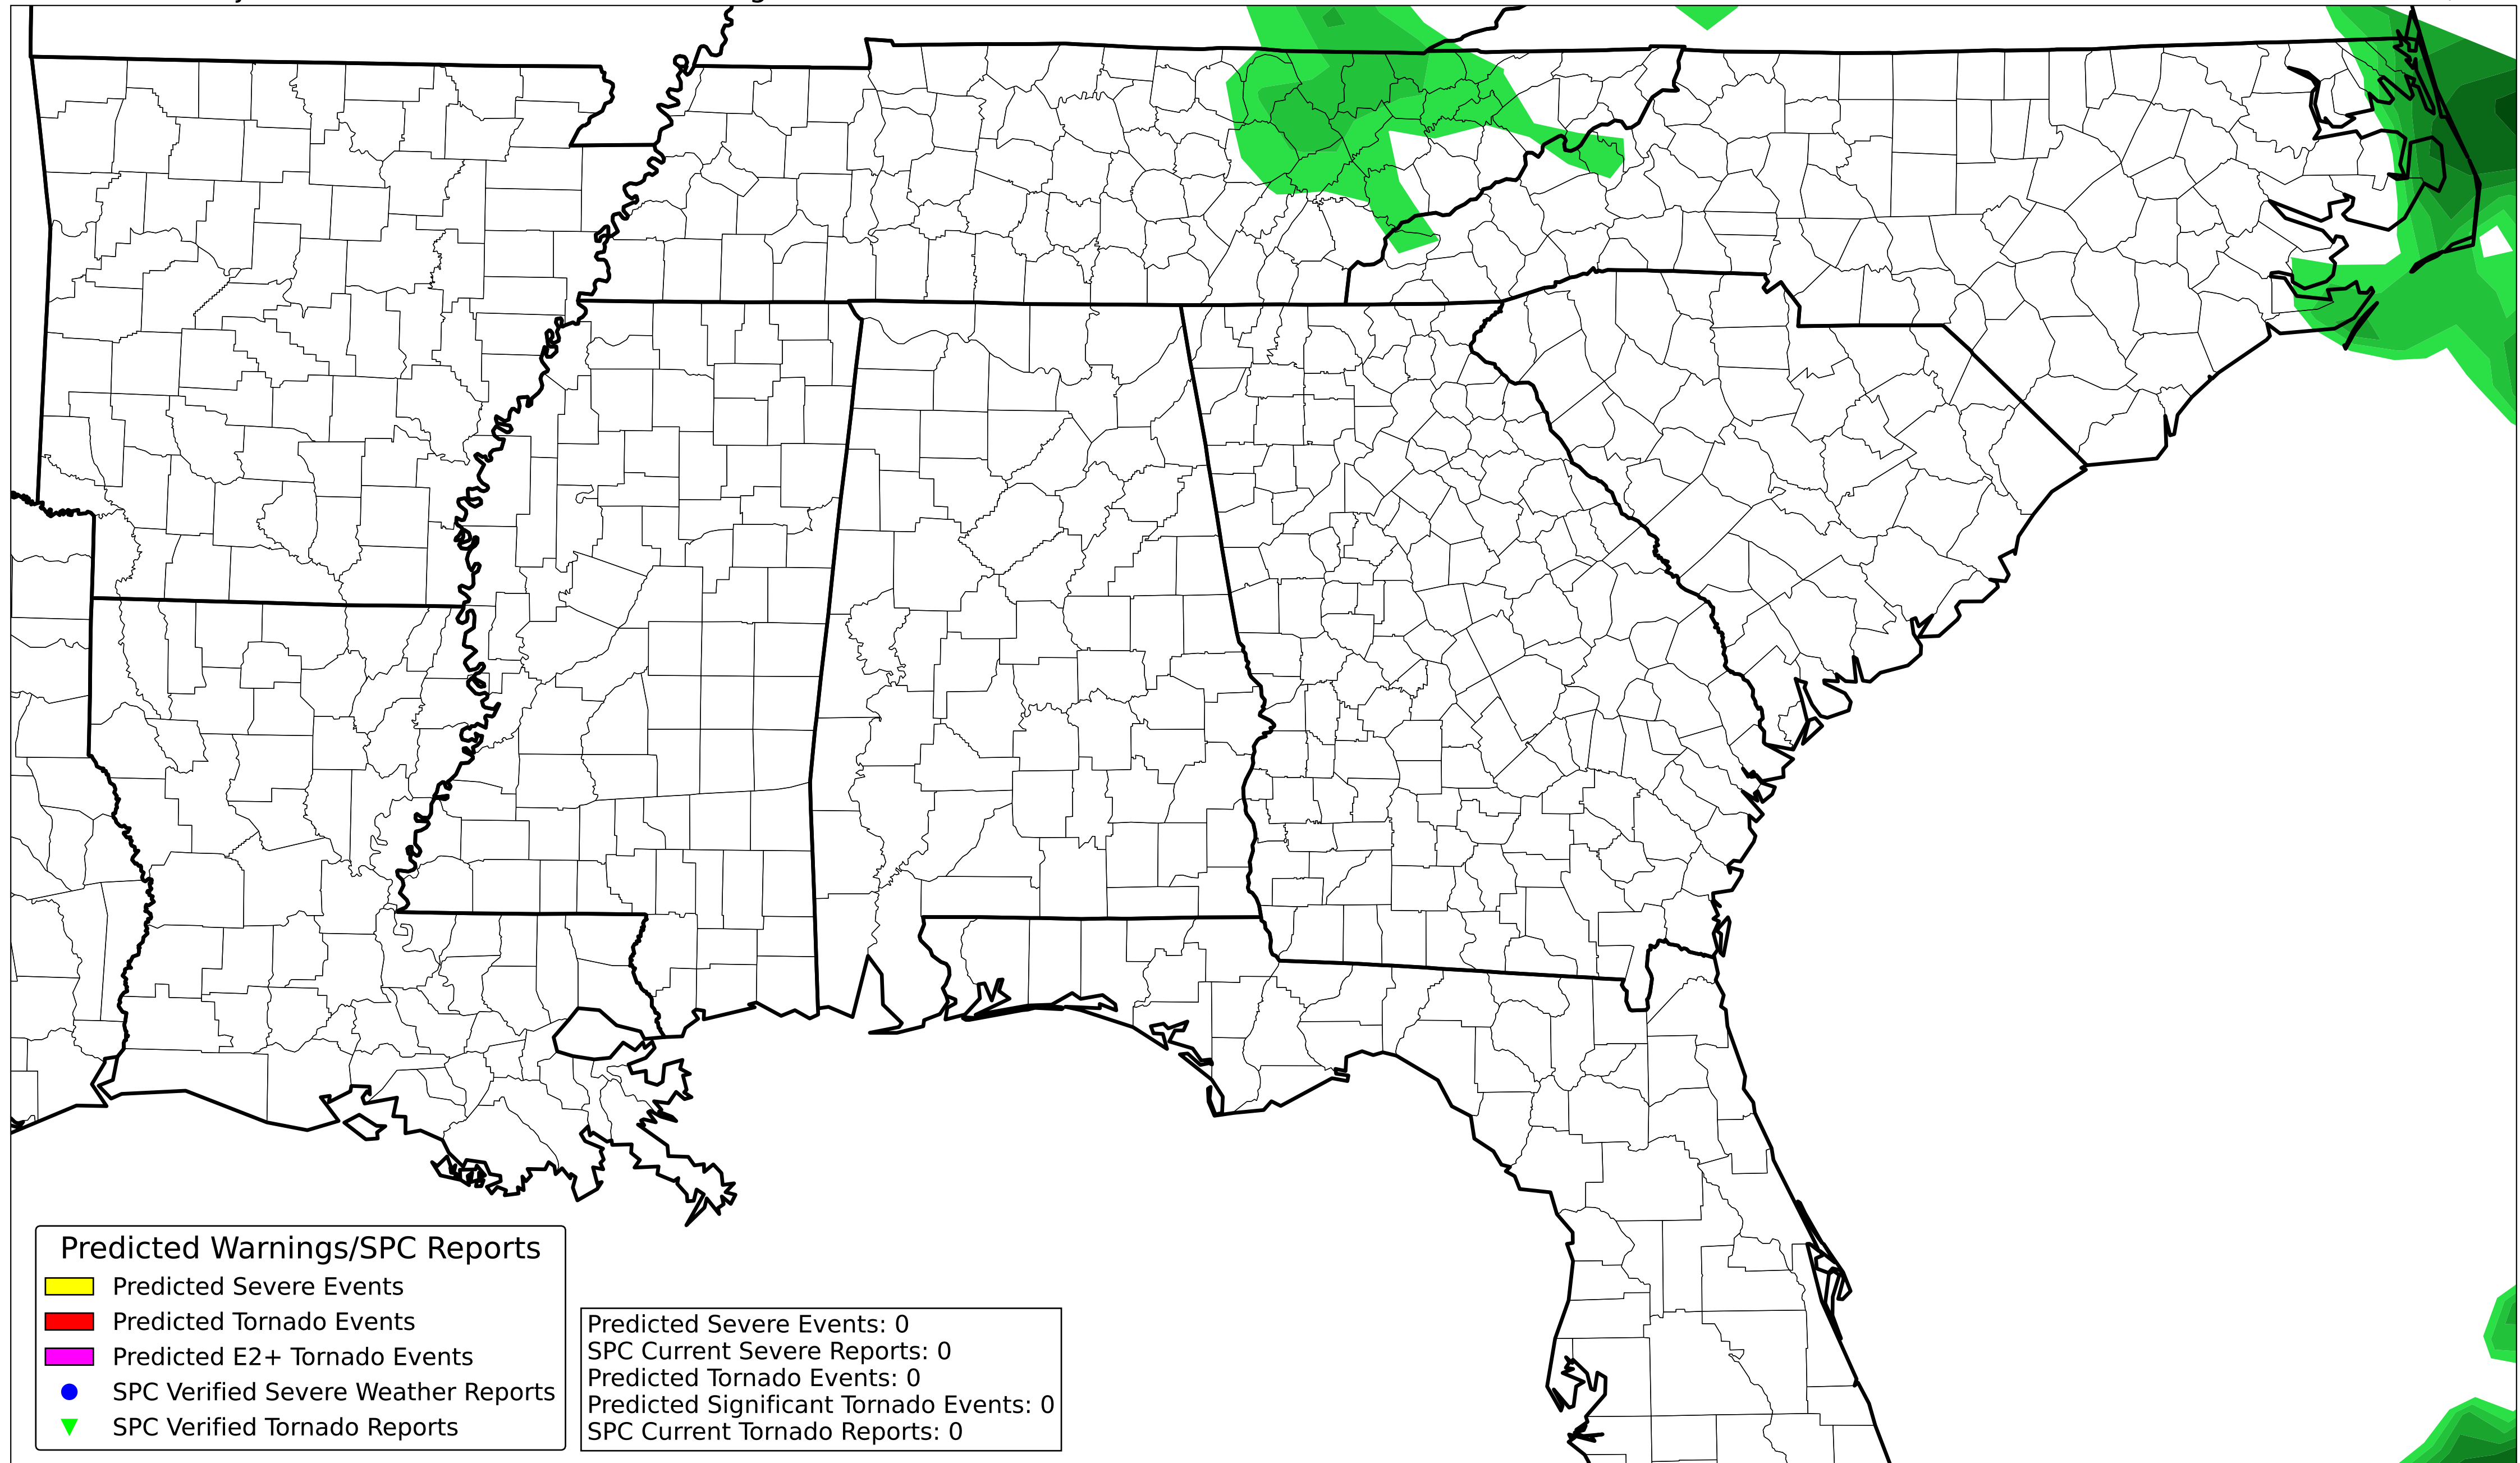 Predicted Warnings/SPC Reports
Predicted Severe Events
Predicted Tornado Events
Predicted E2+ Tornado Events
SPC Verified Severe Weather Reports
SPC Verified Tornado Reports
Predicted Severe Events: 0
SPC Current Severe Reports: 0
Predicted Tornado Events: 0
Predicted Significant Tornado Events: 0
SPC Current Tornado Reports: 0